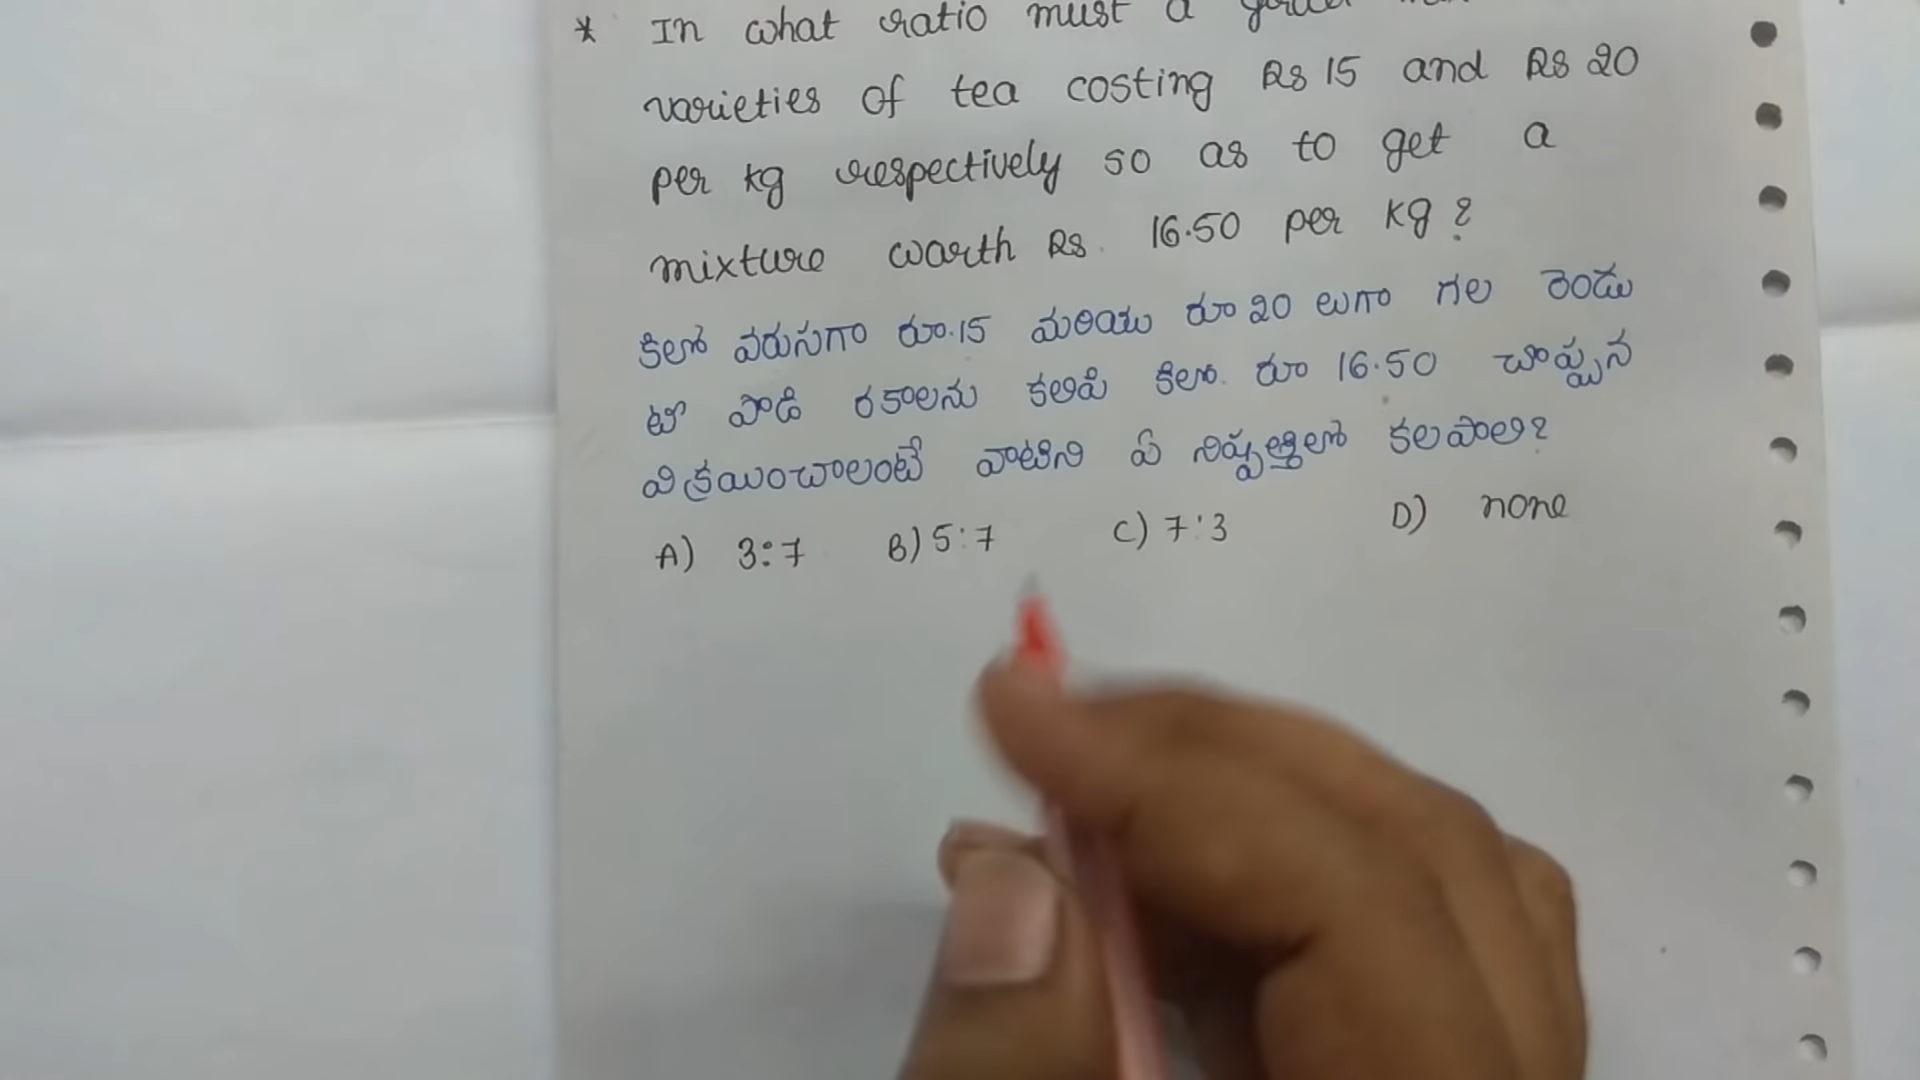 * In what ratio must a
varieties of tea costing Rs 15 and Rs 20
per kg respectively so as to get a
mixture worth Rs. 16.50 per kg?
కిలో వరుసగా రూ.15 మరియు రూ 20 లుగా గల రెండు
టీ పొడి రకాలను కలిపి కిలో. రూ 16.50 చొప్పున
విక్రయించాలంటే వాటిని ఏ నిష్పత్తిలో కలపాలి?
A) 3:7 B) 5:7 C) 7:3 D) none